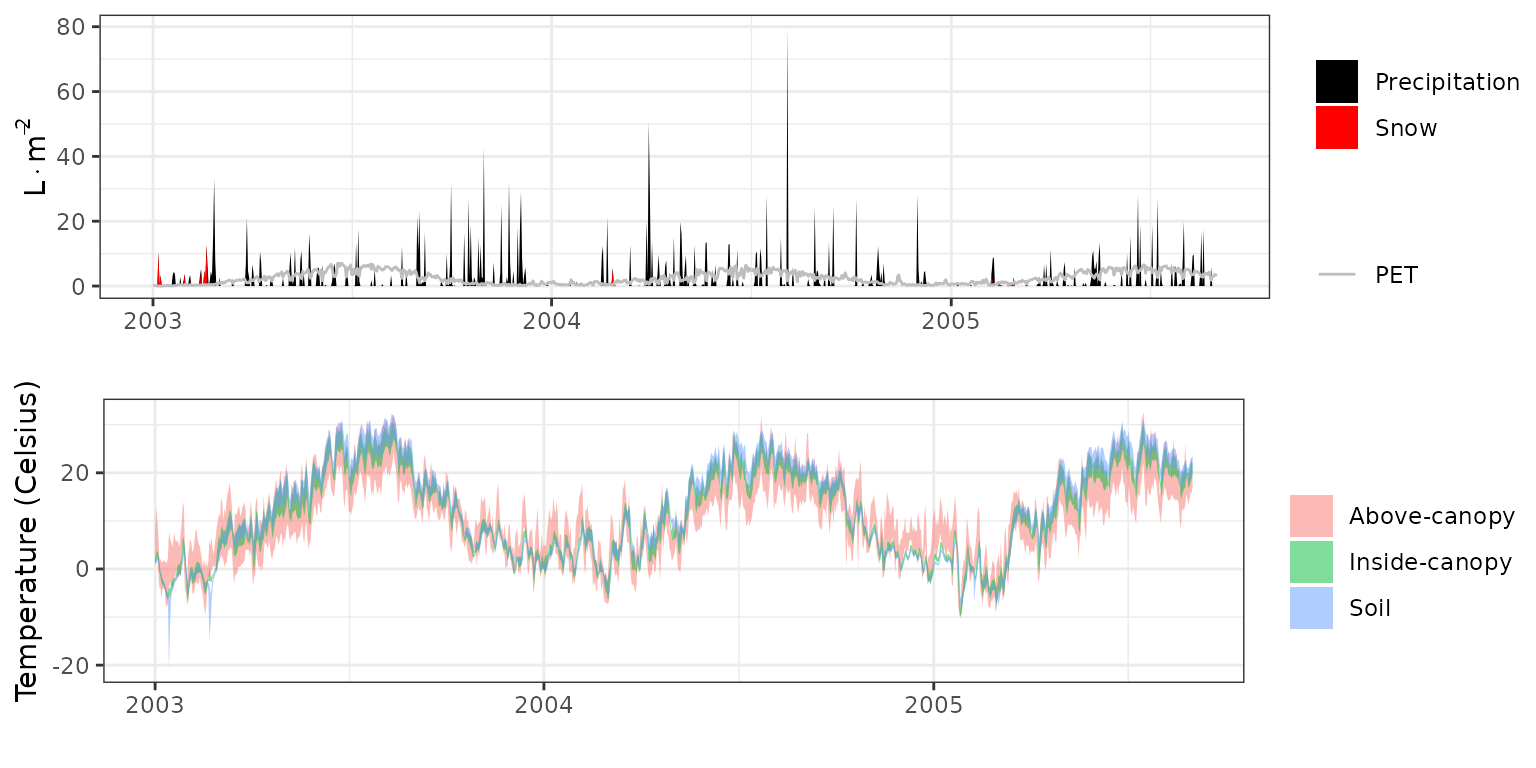 80
60
40
20
0
L·m⁻²
2003
2004
2005
Precipitation
Snow
PET
20
0
-20
Temperature (Celsius)
2003
2004
2005
Above-canopy
Inside-canopy
Soil